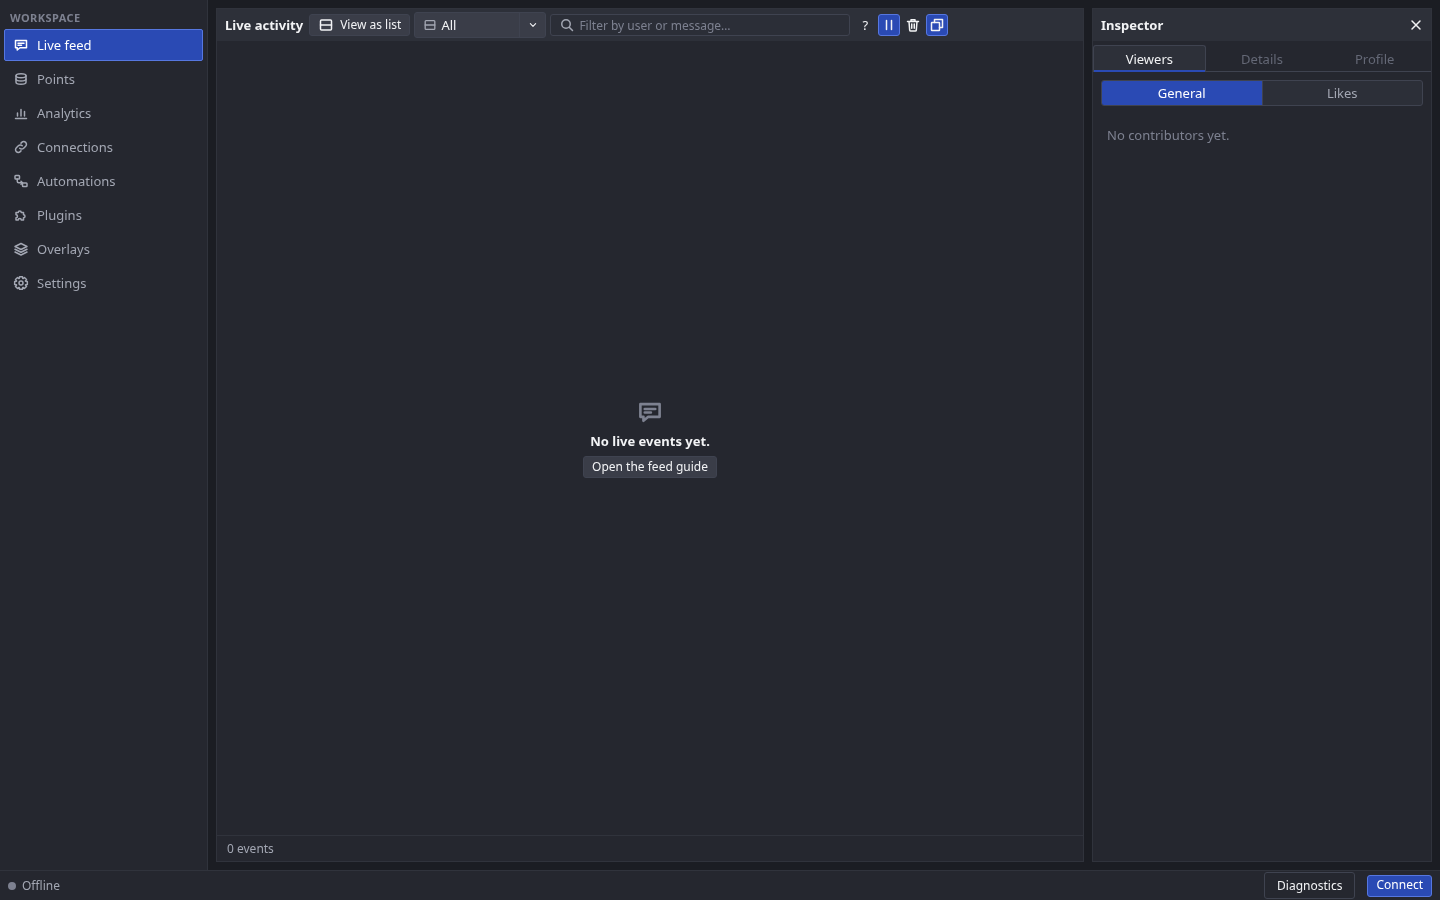 WORKSPACE
Live feed
Points
Analytics
Connections
Automations
Plugins
Overlays
Settings
Live activity
View as list
All
Filter by user or message...
?
No live events yet.
Open the feed guide
0 events
Inspector
Viewers
Details
Profile
General
Likes
No contributors yet.
Offline
Diagnostics
Connect